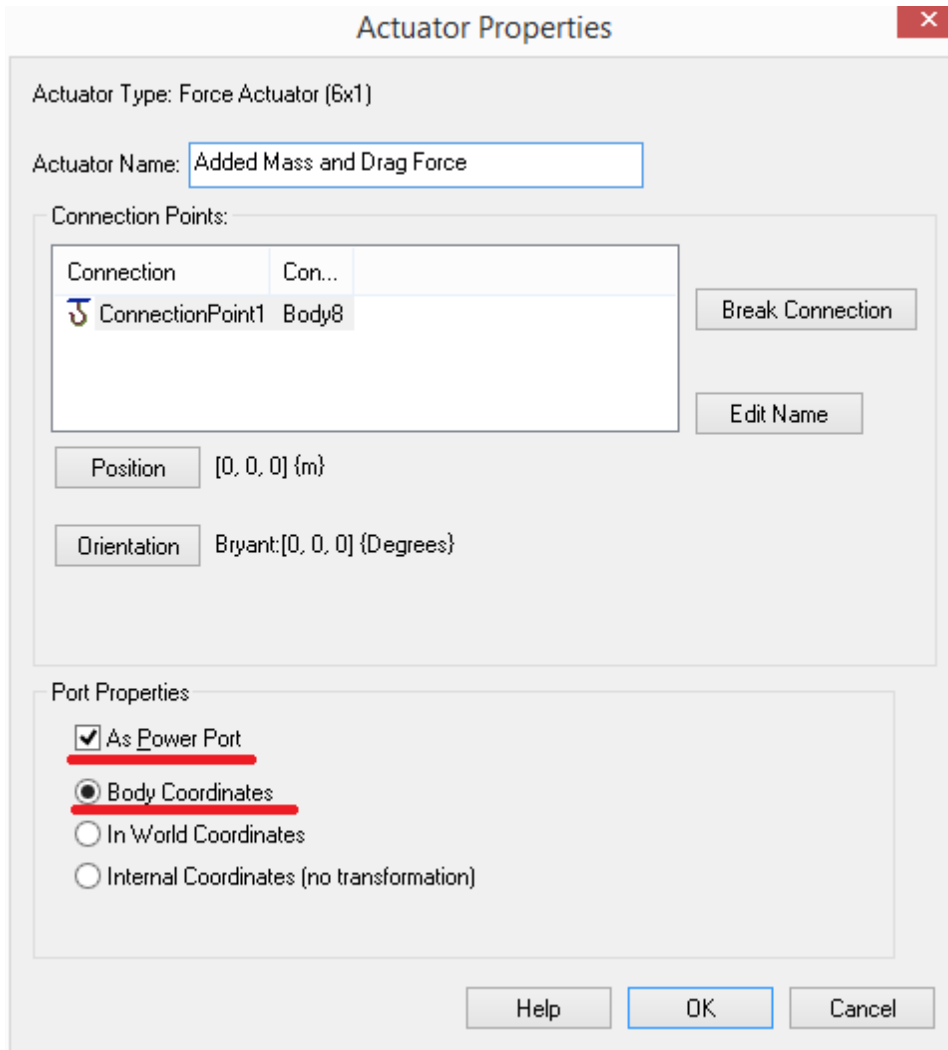 Actuator Properties
Actuator Type: Force Actuator (6x1)
Actuator Name: Added Mass and Drag Force
Connection Points:
Connection Con...
ConnectionPoint1 Body8
Break Connection
Edit Name
Position [0, 0, 0] {m}
Orientation Bryant:[0, 0, 0] {Degrees}
Port Properties
As Power Port
Body Coordinates
In World Coordinates
Internal Coordinates (no transformation)
Help OK Cancel